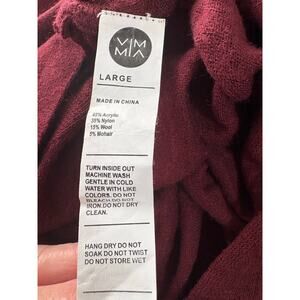 VIM
MIA
LARGE
MADE IN CHINA
Acrylic
Nylon
15% Wool
5% Mohair
TURN INSIDE OUT
MACHINE WASH
GENTLE IN COLD
WATER WITH LIKE
COLORS. DO NOT
BLEACH.DO NOT
IRON.DO NOT DRY
CLEAN.
HANG DRY DO NOT
SOAK DO NOT TWIST
DO NOT STORE WET